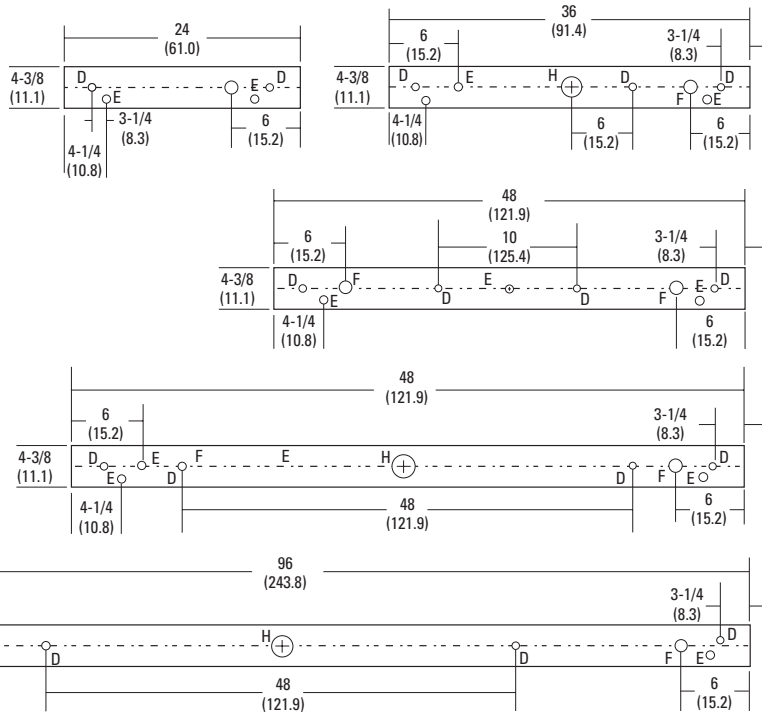 24
(61.0)
4-3/8
(11.1)
D
E
E
D
3-1/4
(8.3)
4-1/4
(10.8)
6
(15.2)
36
(91.4)
6
(15.2)
3-1/4
(8.3)
4-3/8
(11.1)
D
E
H
D
D
F
E
4-1/4
(10.8)
6
(15.2)
6
(15.2)
48
(121.9)
6
(15.2)
10
(125.4)
3-1/4
(8.3)
4-3/8
(11.1)
D
F
E
E
D
E
D
D
F
4-1/4
(10.8)
6
(15.2)
48
(121.9)
6
(15.2)
3-1/4
(8.3)
4-3/8
(11.1)
D
E
F
E
H
D
E
D
D
F
E
4-1/4
(10.8)
48
(121.9)
6
(15.2)
96
(243.8)
3-1/4
(8.3)
H
D
D
D
F
E
48
(121.9)
6
(15.2)